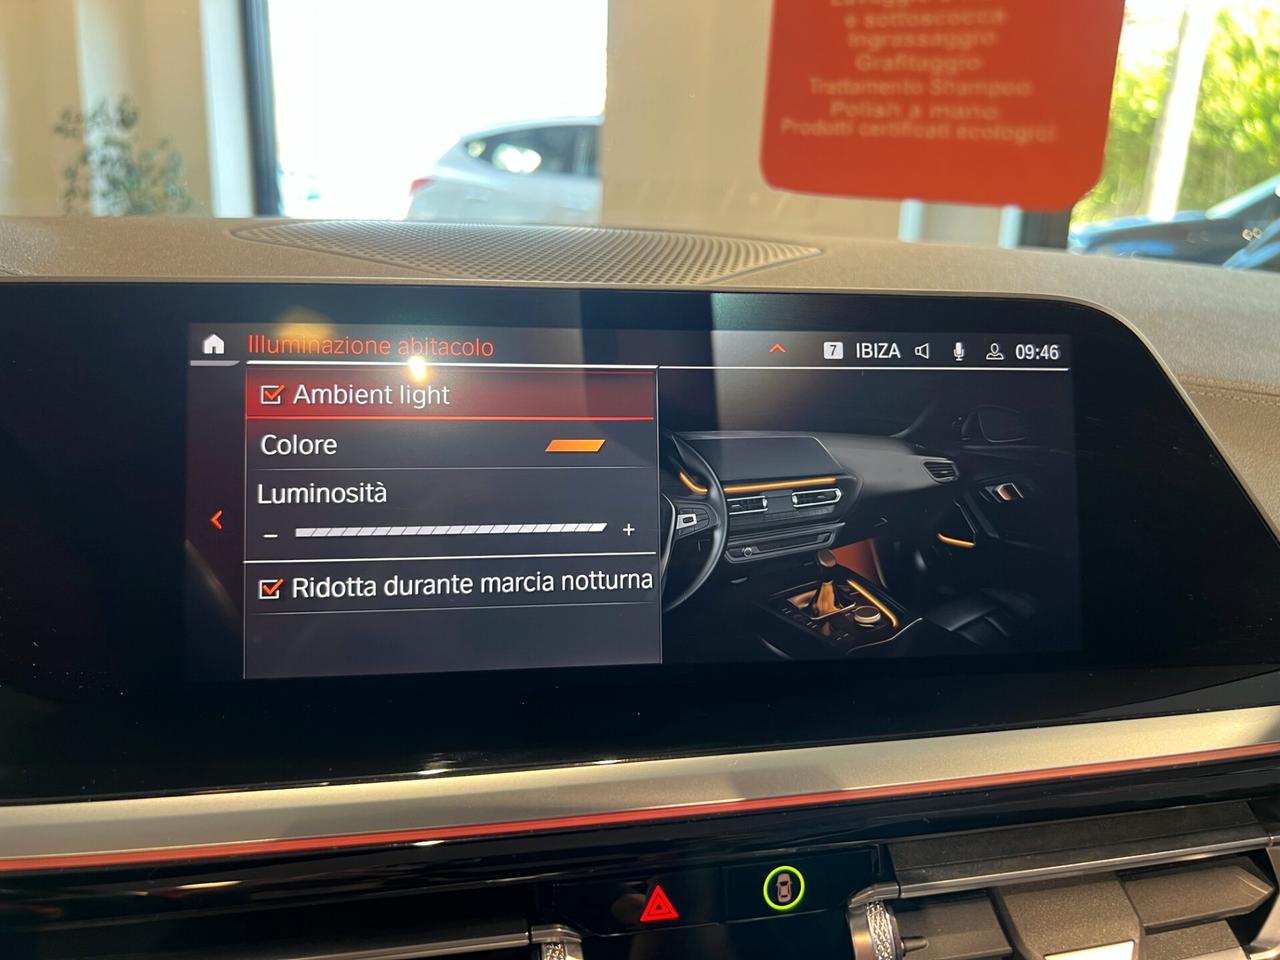 e sottoscocca
Ingrassaggio
Grafitaggio
Trattamento Shampoo
Polish a mano
Prodotti certificati ecologici
Illuminazione abitacolo
7 IBIZA 09:46
Ambient light
Colore
Luminosità
- +
Ridotta durante marcia notturna